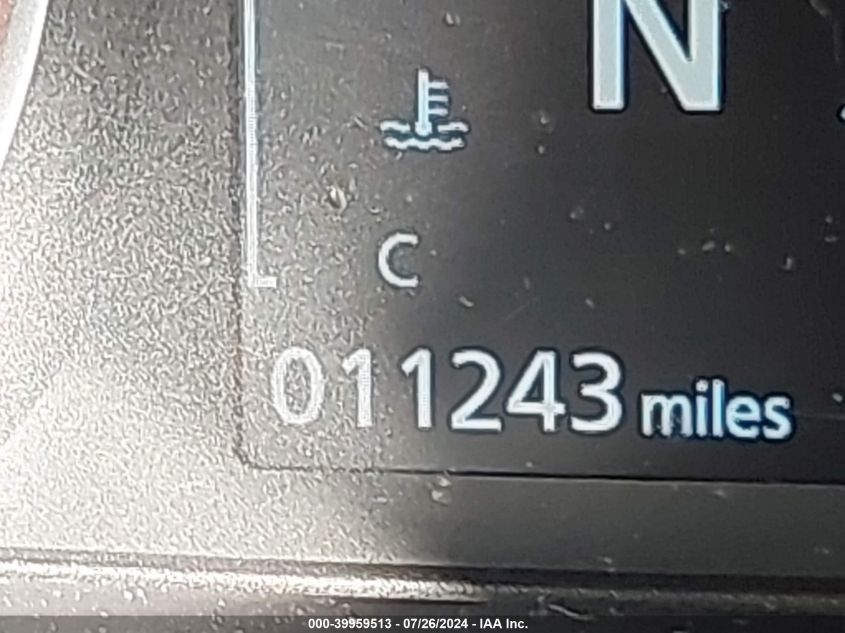 N
C
011243 miles
000-39959513 - 07/26/2024 - IAA Inc.